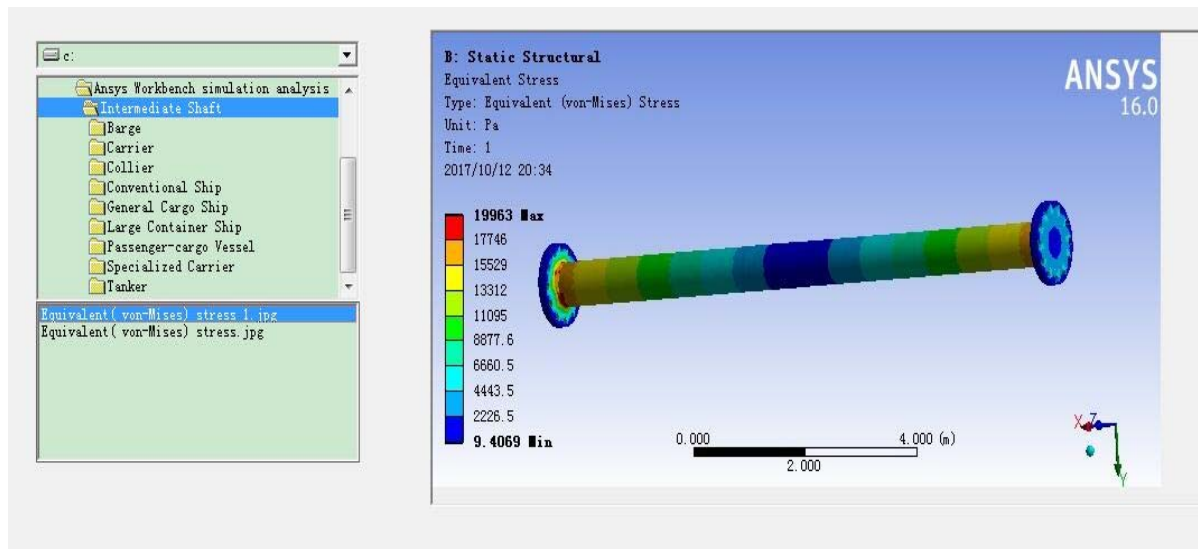 c:
Ansys Workbench simulation analysis
Intermediate Shaft
Barge
Carrier
Collier
Conventional Ship
General Cargo Ship
Large Container Ship
Passenger-cargo Vessel
Specialized Carrier
Tanker
Equivalent( von-Mises) stress 1.jpg
Equivalent( von-Mises) stress.jpg
B: Static Structural
Equivalent Stress
Type: Equivalent (von-Mises) Stress
Unit: Pa
Time: 1
2017/10/12 20:34
ANSYS
16.0
19963 Max
17746
15529
13312
11095
8877.6
6660.5
4443.5
2226.5
9.4069 Min
0.000 4.000 (m)
2.000
X Z
Y